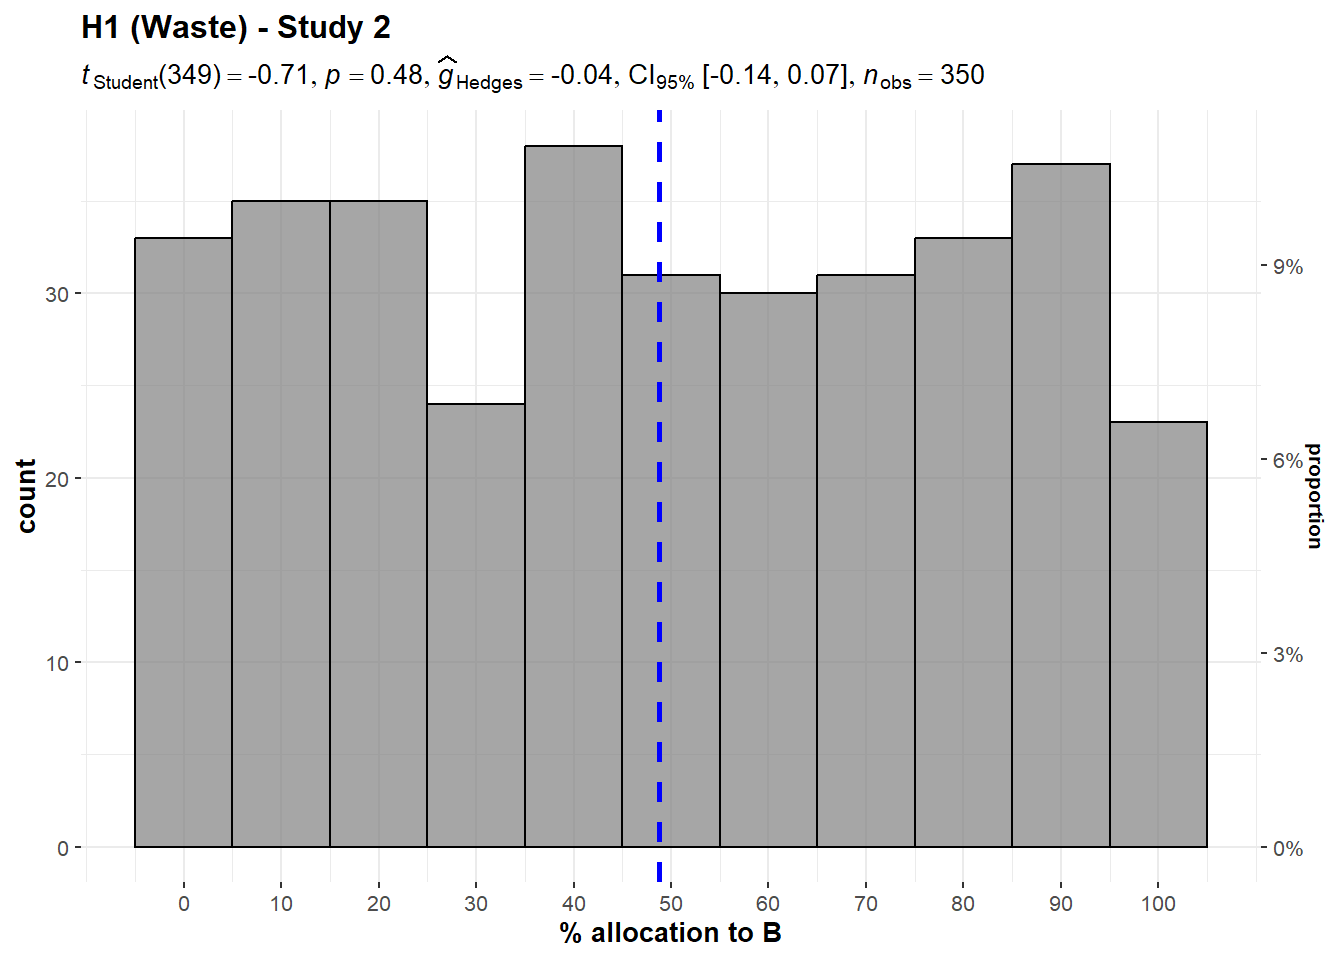 H1 (Waste) - Study 2
t Student(349) = -0.71, p = 0.48, ĝ Hedges = -0.04, CI95% [-0.14, 0.07], nobs = 350
30
20
10
0
count
9%
6%
3%
0%
proportion
0 10 20 30 40 50 60 70 80 90 100
% allocation to B